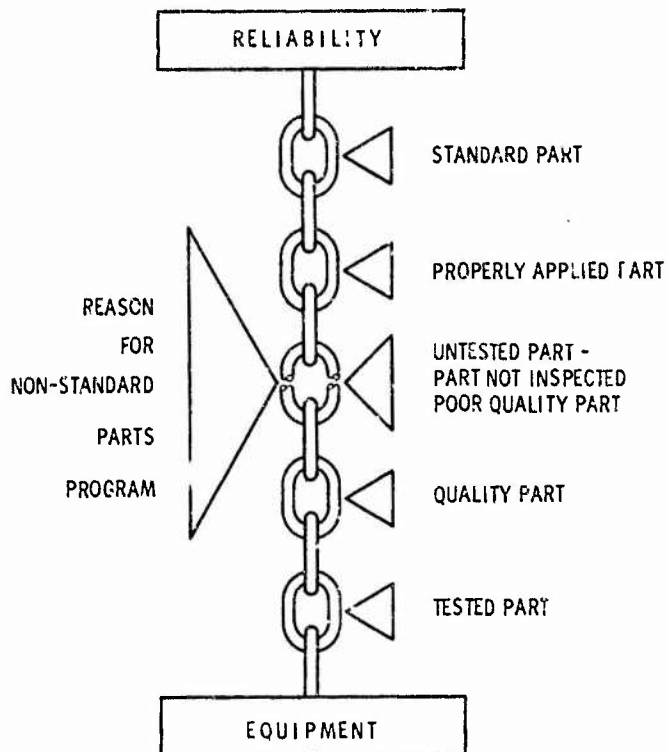 RELIABILITY
STANDARD PART
PROPERLY APPLIED PART
REASON
FOR
NON-STANDARD
PARTS
PROGRAM
UNTESTED PART -
PART NOT INSPECTED
POOR QUALITY PART
QUALITY PART
TESTED PART
EQUIPMENT